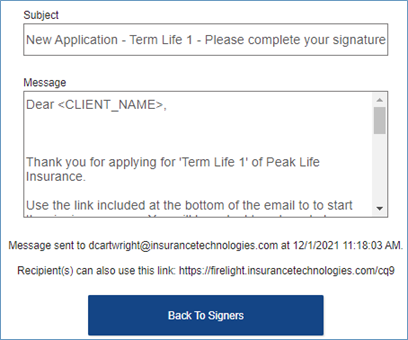 Subject
New Application - Term Life 1 - Please complete your signature
Message
Dear <CLIENT_NAME>,
Thank you for applying for 'Term Life 1' of Peak Life
Insurance.
Use the link included at the bottom of the email to to start
Message sent to dcartwright@insurancetechnologies.com at 12/1/2021 11:18:03 AM.
Recipient(s) can also use this link: https://firelight.insurancetechnologies.com/cq9
Back To Signers